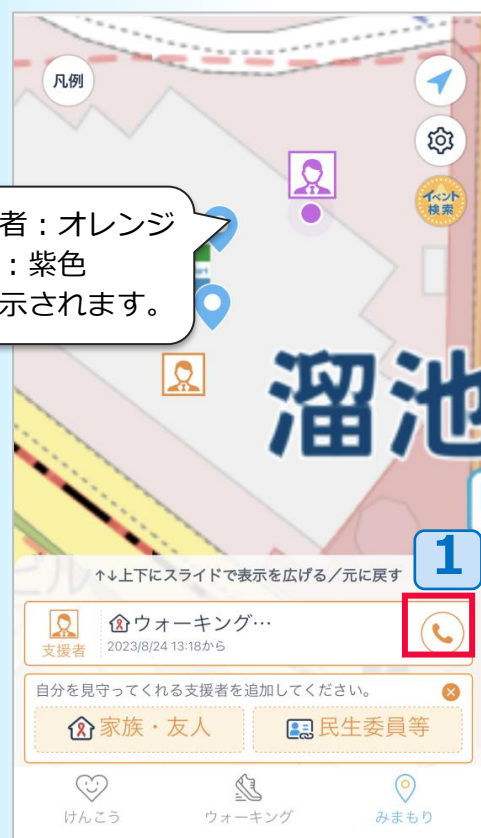 凡例
イベント
検索
者：オレンジ
：紫色
示されます。
溜池
ビル
↑↓上下にスライドで表示を広げる／元に戻す
1
支援者
ウォーキング…
2023/8/24 13:18から
自分を見守ってくれる支援者を追加してください。
家族・友人
民生委員等
けんこう
ウォーキング
みまもり